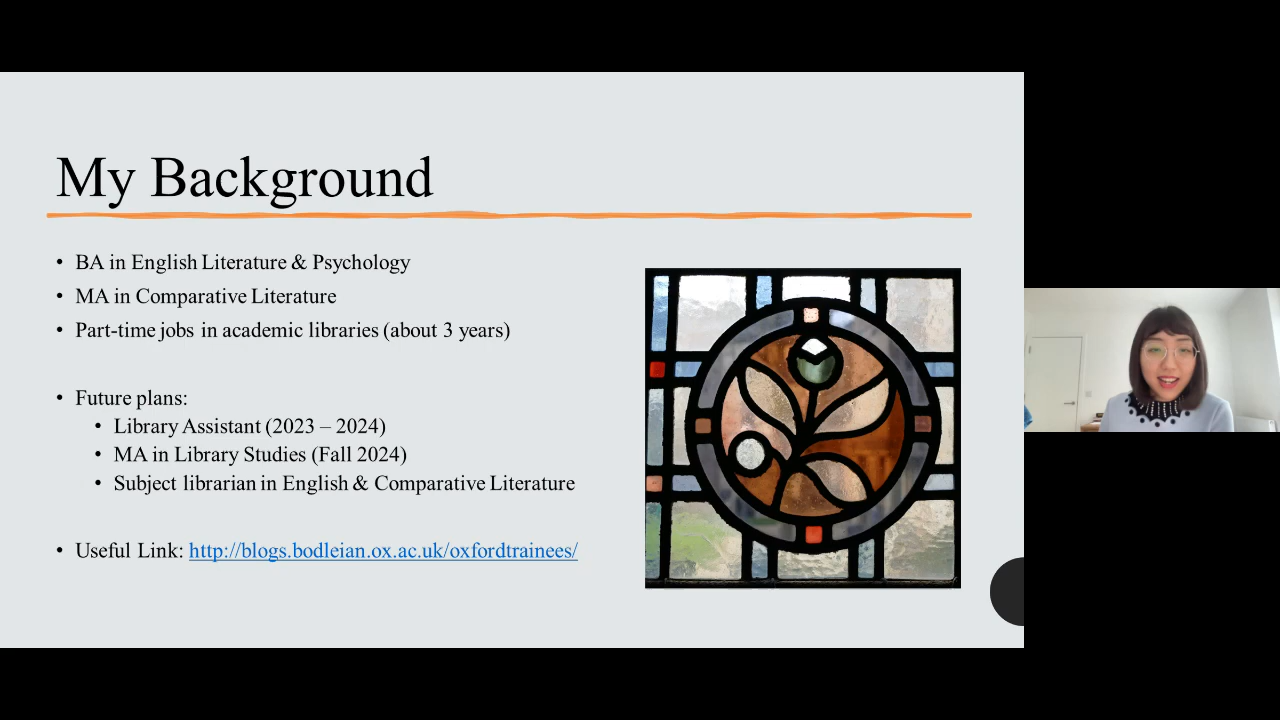 My Background
• BA in English Literature & Psychology
• MA in Comparative Literature
• Part-time jobs in academic libraries (about 3 years)
• Future plans:
• Library Assistant (2023 – 2024)
• MA in Library Studies (Fall 2024)
• Subject librarian in English & Comparative Literature
• Useful Link: http://blogs.bodleian.ox.ac.uk/oxfordtrainees/